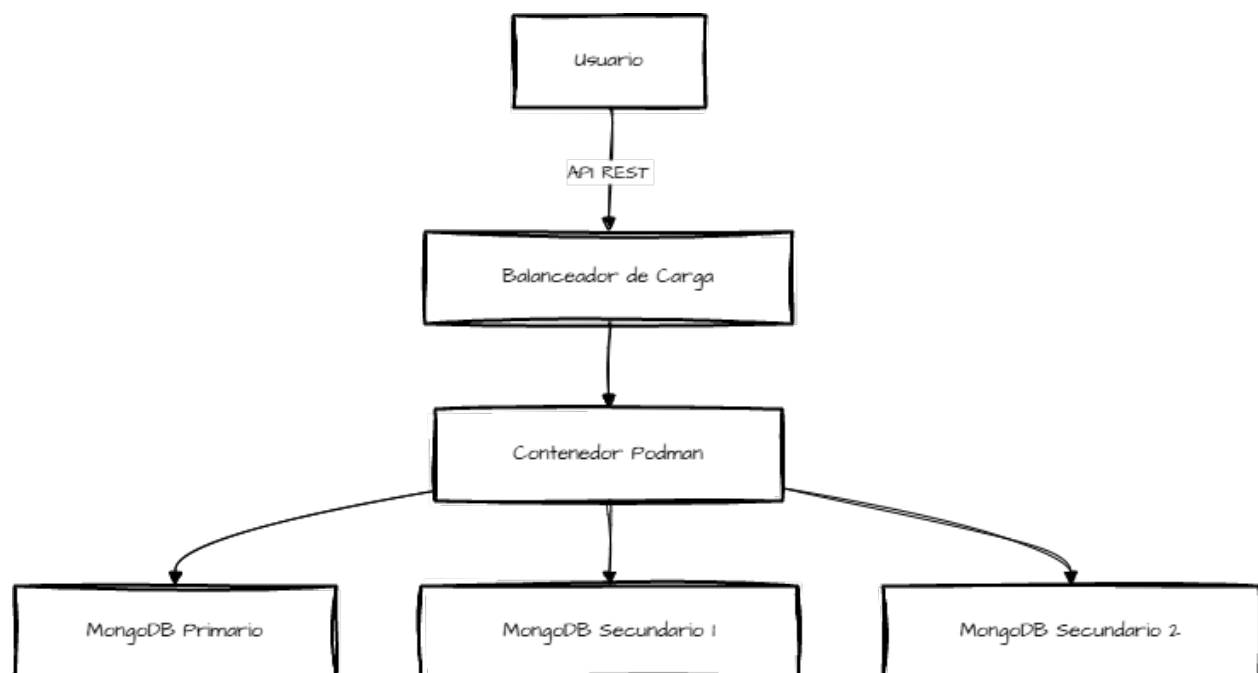 Usuario
API REST
Balanceador de Carga
Contenedor Podman
MongoDB Primario
MongoDB Secundario 1
MongoDB Secundario 2